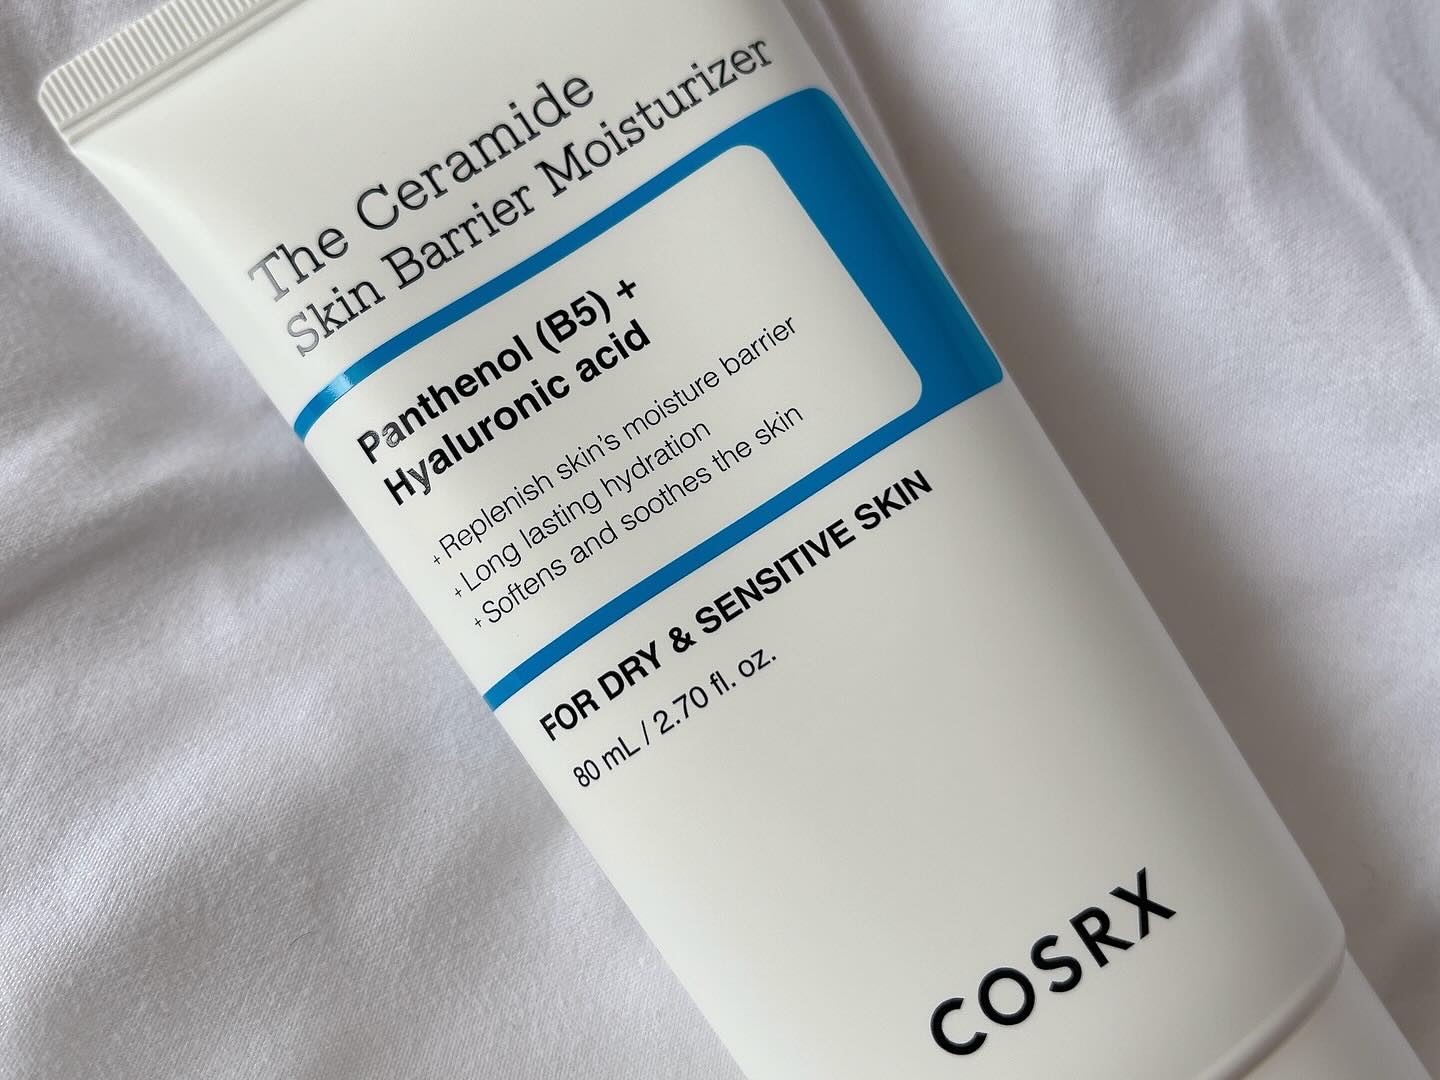 The Ceramide
Skin Barrier Moisturizer
Panthenol (B5) +
Hyaluronic acid
+ Replenish skin's moisture barrier
+ Long lasting hydration
+ Softens and soothes the skin
FOR DRY & SENSITIVE SKIN
80 mL / 2.70 fl. oz.
COSRX